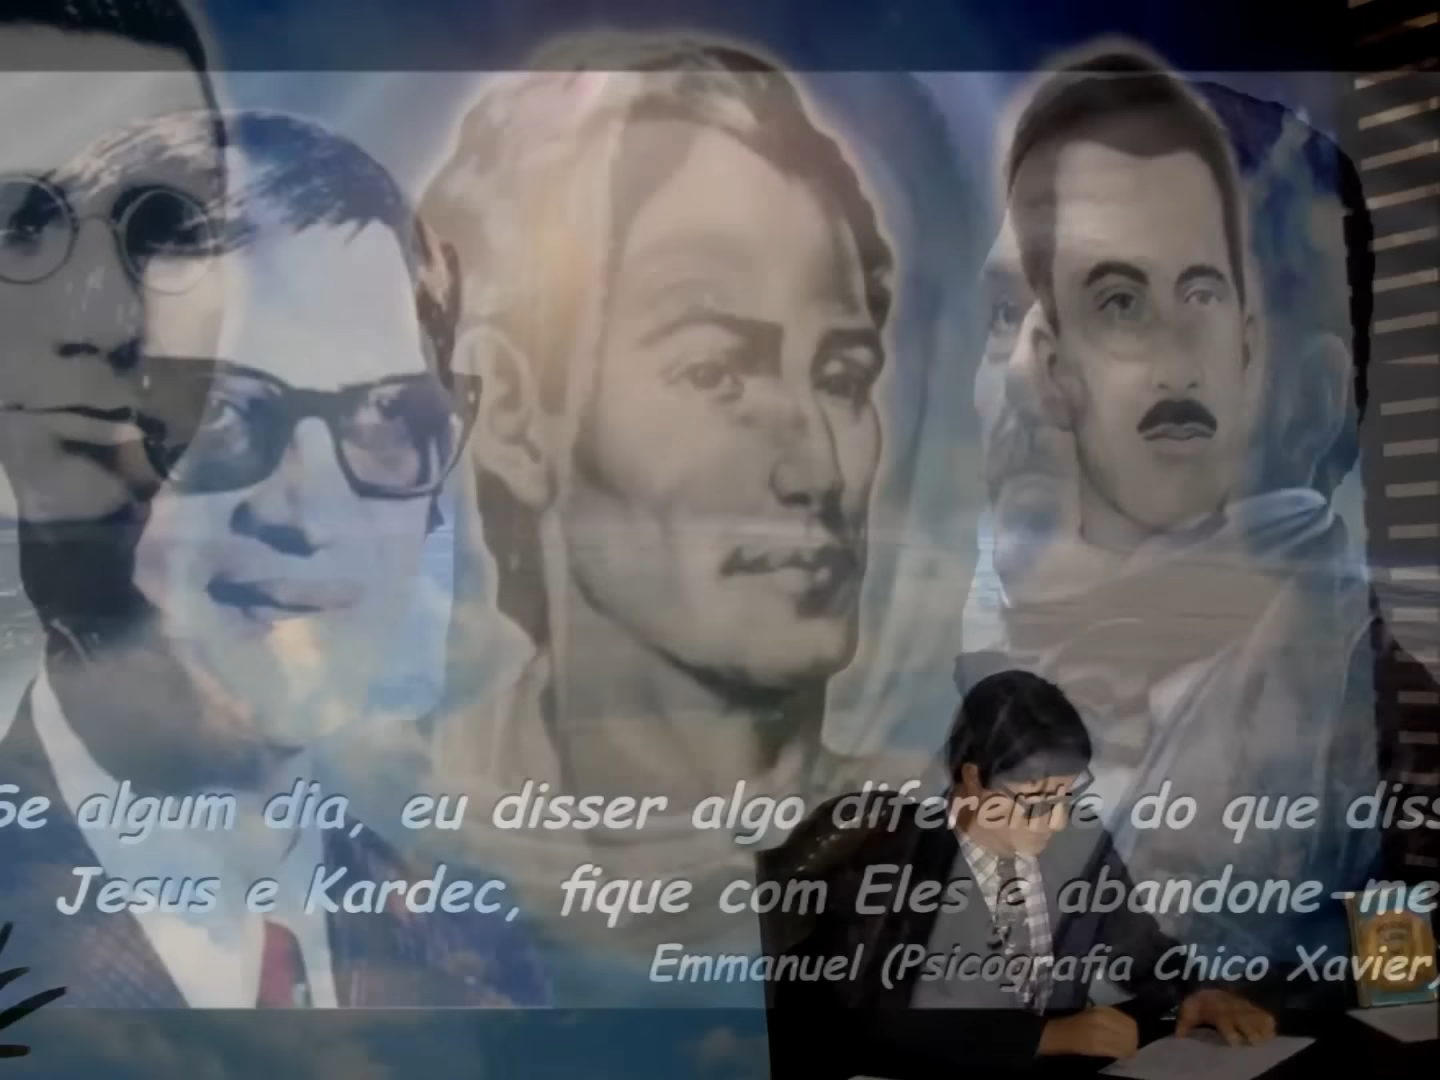 Se algum dia, eu disser algo diferente do que diss
Jesus e Kardec, fique com Eles e abandone-me
Emmanuel (Psicografia Chico Xavier)